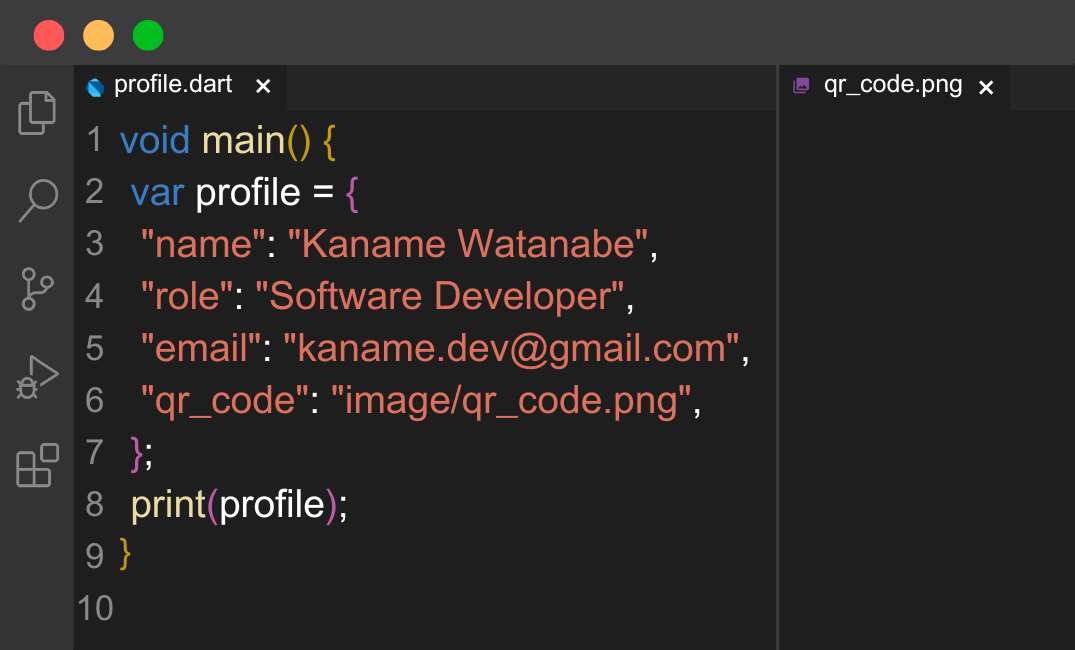 profile.dart ×
qr_code.png ×
1 void main() {
2 var profile = {
3 "name": "Kaname Watanabe",
4 "role": "Software Developer",
5 "email": "kaname.dev@gmail.com",
6 "qr_code": "image/qr_code.png",
7 };
8 print(profile);
9 }
10